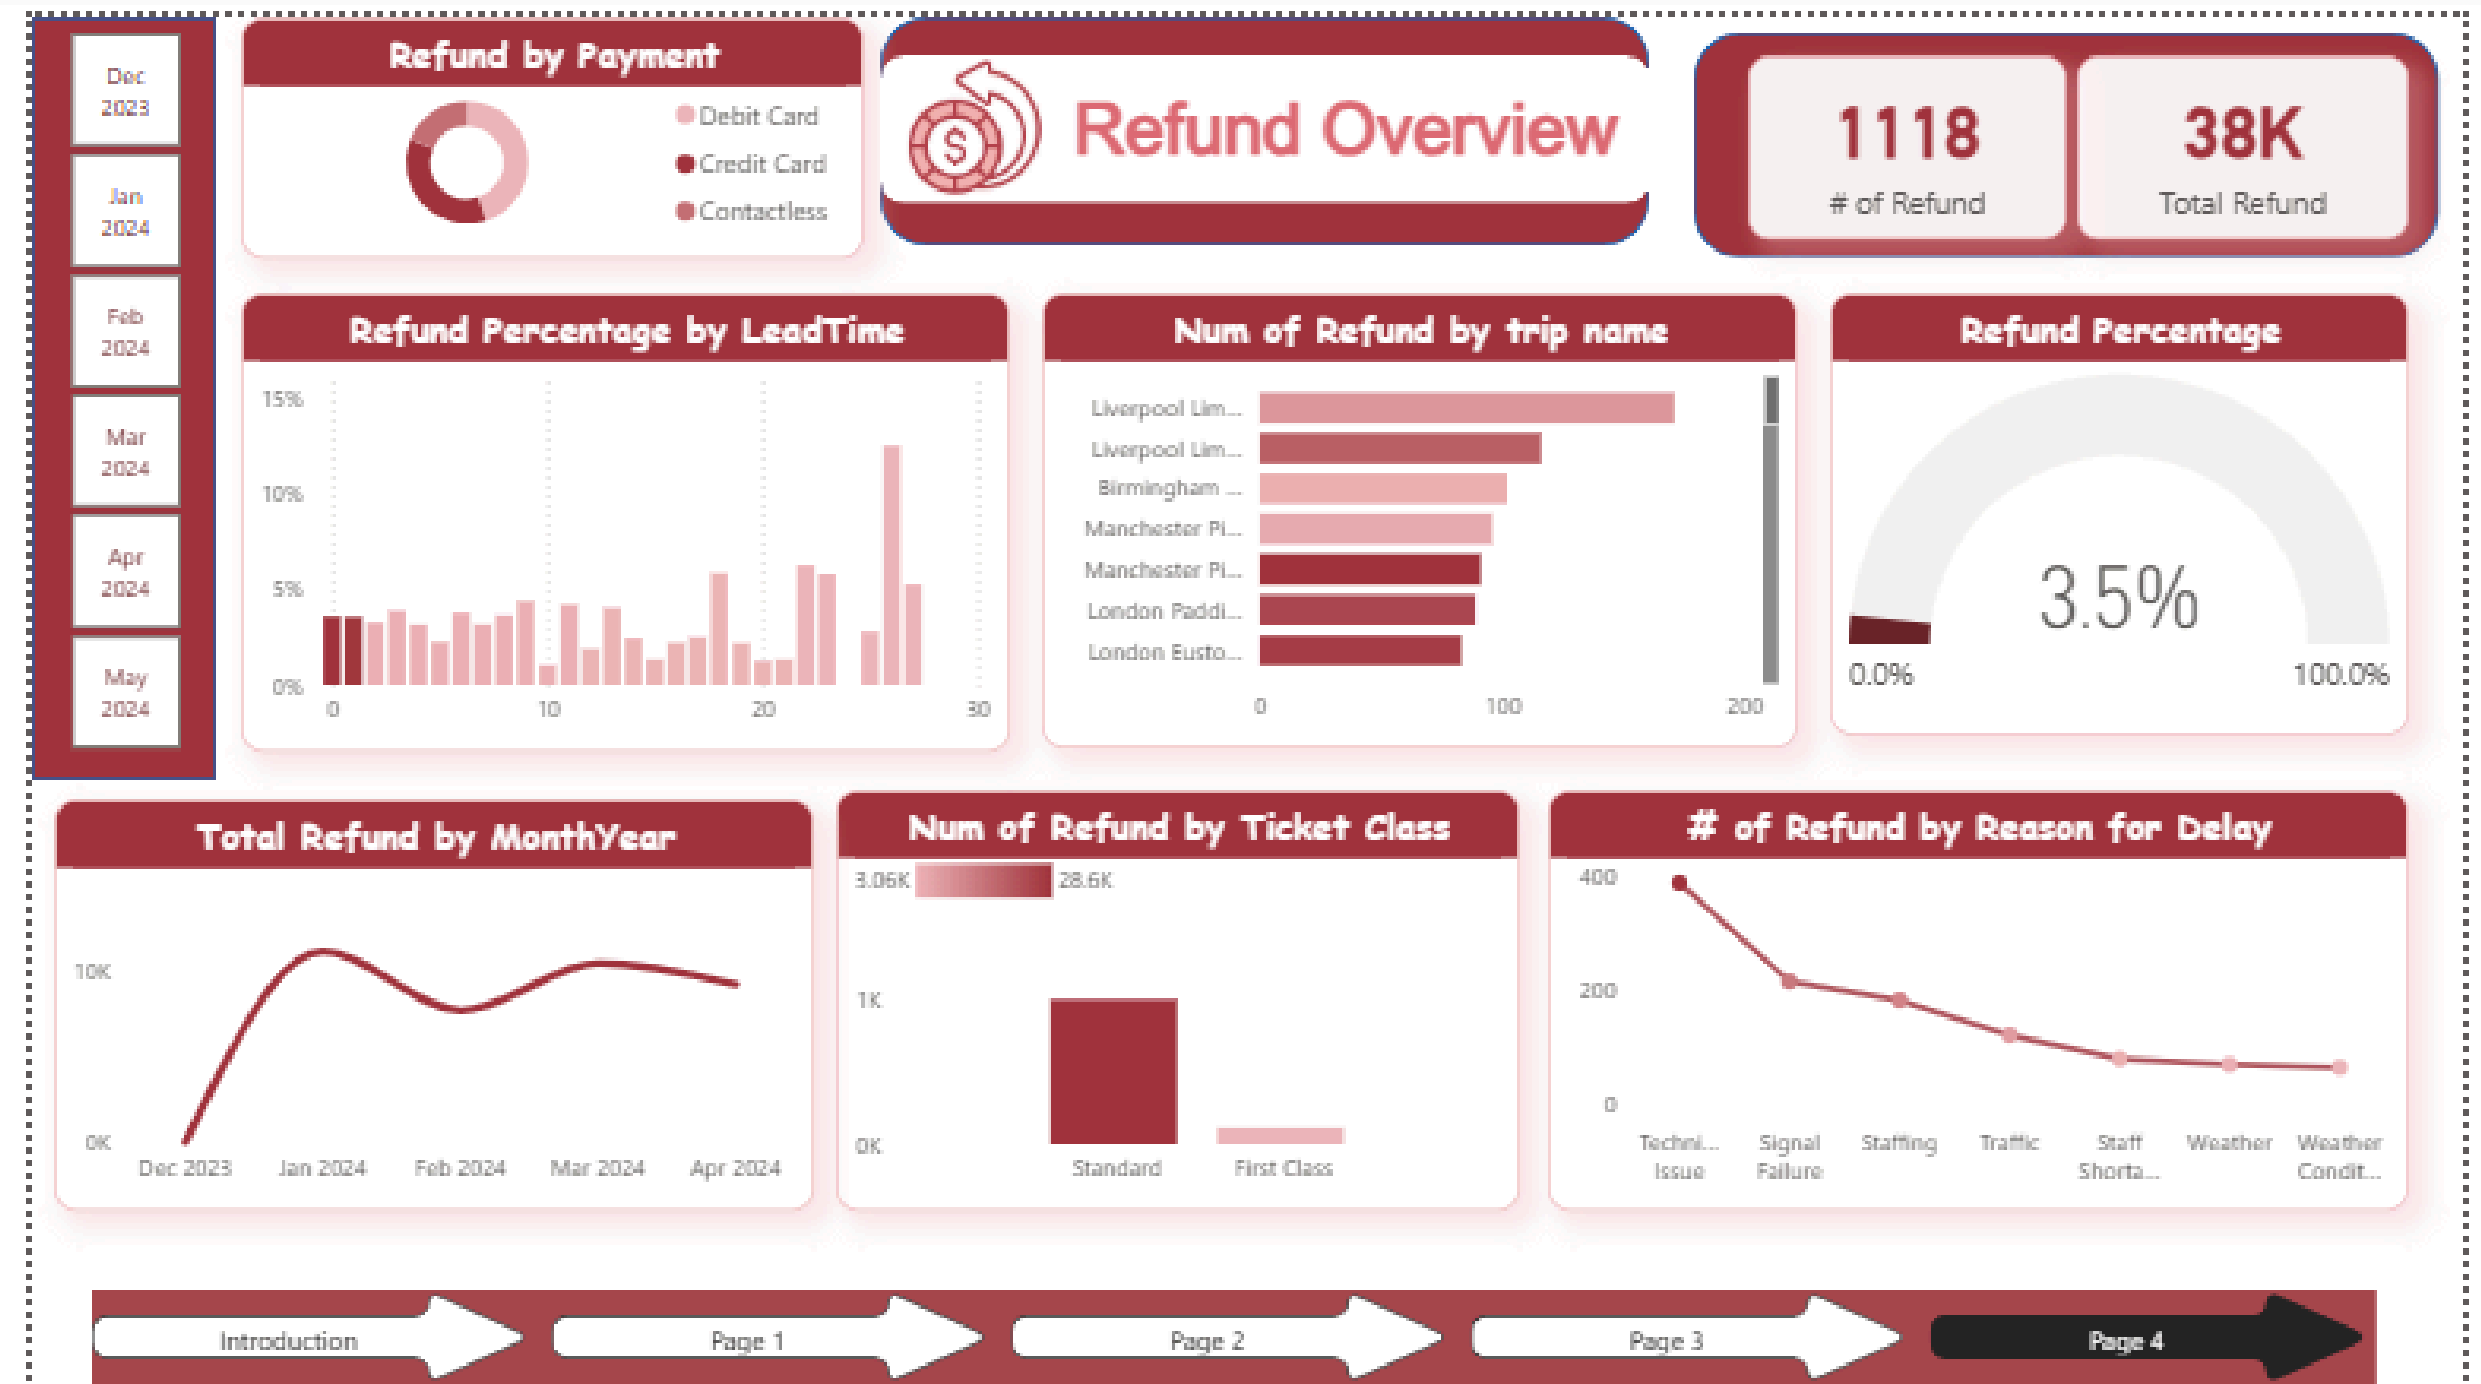 Dec
2023
Jan
2024
Feb
2024
Mar
2024
Apr
2024
May
2024
Refund by Payment
Debit Card
Credit Card
Contactless
$
Refund Overview
1118
# of Refund
38K
Total Refund
Refund Percentage by LeadTime
15%
10%
5%
0%
0 10 20 30
Num of Refund by trip name
Liverpool Lim...
Liverpool Lim...
Birmingham ...
Manchester Pi...
Manchester Pi...
London Paddi...
London Eusto...
0 100 200
Refund Percentage
3.5%
0.0% 100.0%
Total Refund by MonthYear
10K
0K
Dec 2023 Jan 2024 Feb 2024 Mar 2024 Apr 2024
Num of Refund by Ticket Class
3.06K 28.6K
1K
0K
Standard First Class
# of Refund by Reason for Delay
400
200
0
Techni... Signal Staffing Traffic Staff Weather Weather
Issue Failure Shorta... Condit...
Introduction Page 1 Page 2 Page 3 Page 4